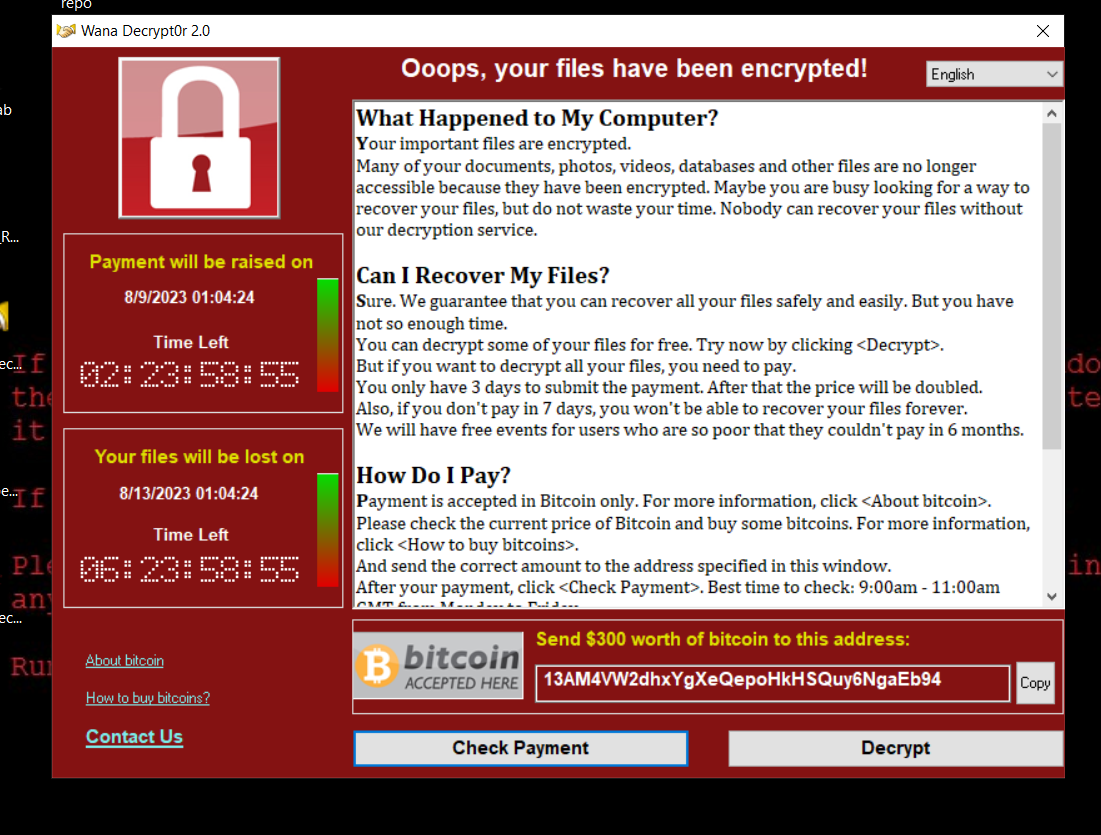 repo
Wana Decrypt0r 2.0
Ooops, your files have been encrypted!
English
What Happened to My Computer?
Your important files are encrypted.
Many of your documents, photos, videos, databases and other files are no longer
accessible because they have been encrypted. Maybe you are busy looking for a way to
recover your files, but do not waste your time. Nobody can recover your files without
our decryption service.
Can I Recover My Files?
Sure. We guarantee that you can recover all your files safely and easily. But you have
not so enough time.
You can decrypt some of your files for free. Try now by clicking <Decrypt>.
But if you want to decrypt all your files, you need to pay.
You only have 3 days to submit the payment. After that the price will be doubled.
Also, if you don't pay in 7 days, you won't be able to recover your files forever.
We will have free events for users who are so poor that they couldn't pay in 6 months.
How Do I Pay?
Payment is accepted in Bitcoin only. For more information, click <About bitcoin>.
Please check the current price of Bitcoin and buy some bitcoins. For more information,
click <How to buy bitcoins>.
And send the correct amount to the address specified in this window.
After your payment, click <Check Payment>. Best time to check: 9:00am - 11:00am
GMT from Monday to Friday.
Payment will be raised on
8/9/2023 01:04:24
Time Left
02:23:58:55
Your files will be lost on
8/13/2023 01:04:24
Time Left
06:23:58:55
About bitcoin
How to buy bitcoins?
Contact Us
bitcoin
ACCEPTED HERE
Send $300 worth of bitcoin to this address:
13AM4VW2dhxYgXeQepoHkHSQuy6NgaEb94
Copy
Check Payment
Decrypt
ab
R...
ec...
e...
ec...
If
do
the
te
it
If
Ple
in
any
Run